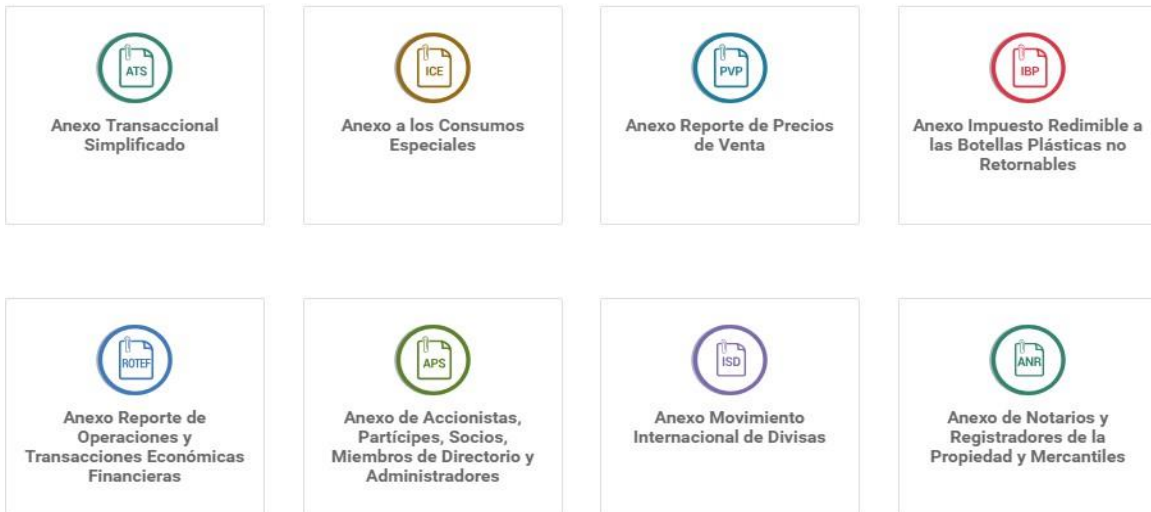 ATS
Anexo Transaccional
Simplificado
ICE
Anexo a los Consumos
Especiales
PVP
Anexo Reporte de Precios
de Venta
IBP
Anexo Impuesto Redimible a
las Botellas Plásticas no
Retornables
ROTEF
Anexo Reporte de
Operaciones y
Transacciones Económicas
Financieras
APS
Anexo de Accionistas,
Partícipes, Socios,
Miembros de Directorio y
Administradores
ISD
Anexo Movimiento
Internacional de Divisas
ANR
Anexo de Notarios y
Registradores de la
Propiedad y Mercantiles